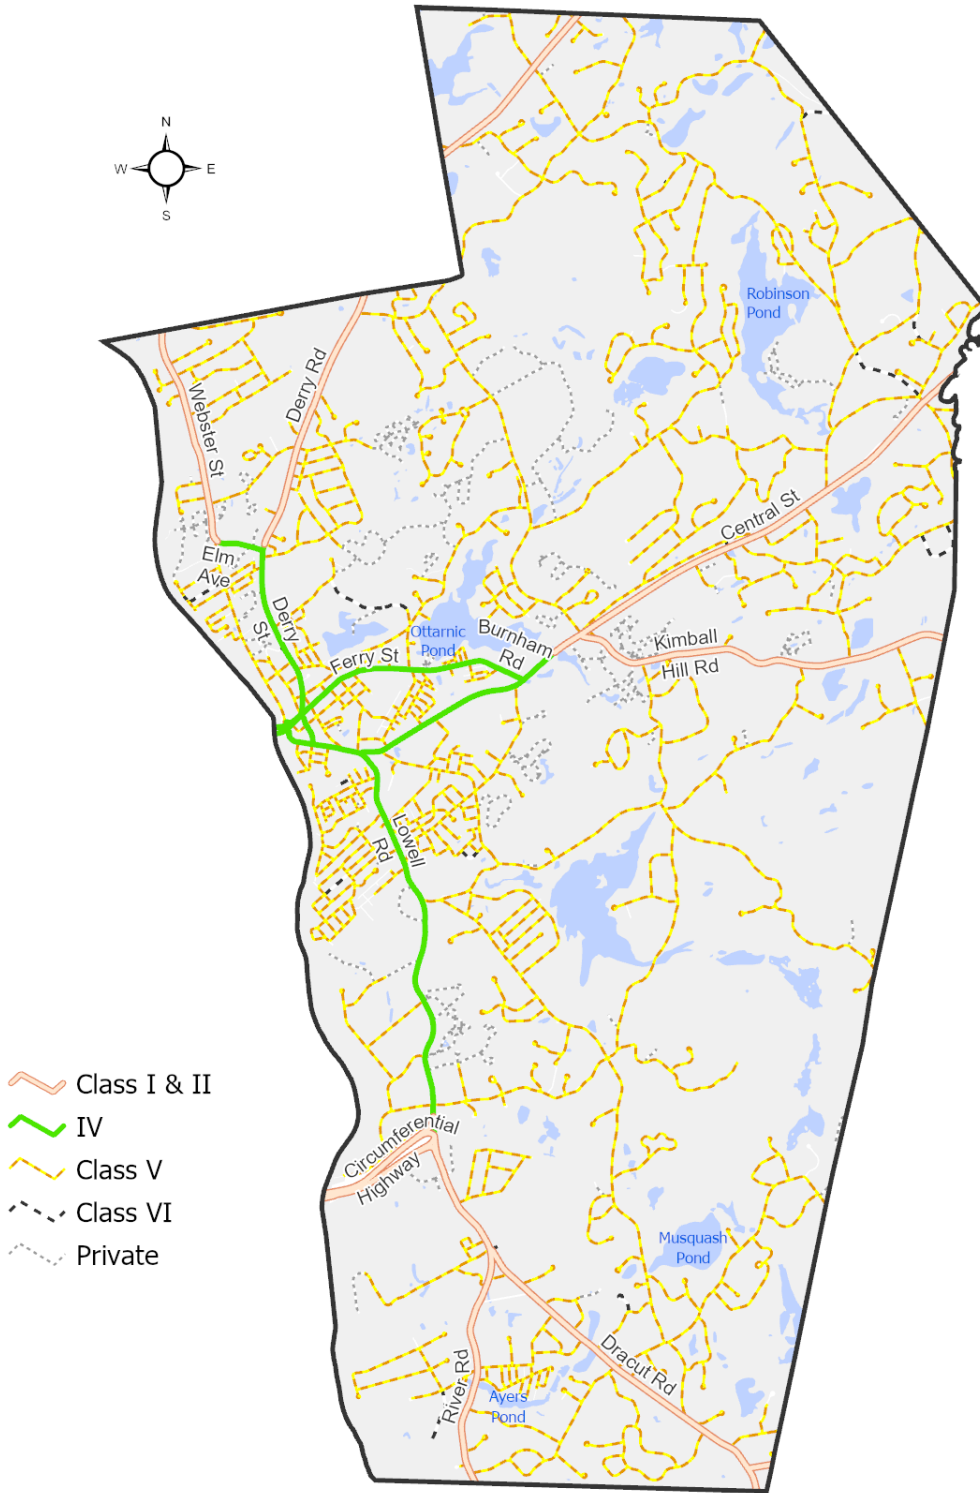 N
W E
S
Robinson
Pond
Derry Rd
Webster St
Central St
Elm
Ave
Derry
St
Ottarnic
Pond
Burnham
Rd
Ferry St
Kimball
Hill Rd
Lowell
Rd
Class I & II
IV
Class V
Class VI
Private
Circumferential
Highway
Musquash
Pond
Dracut Rd
River Rd
Ayers
Pond